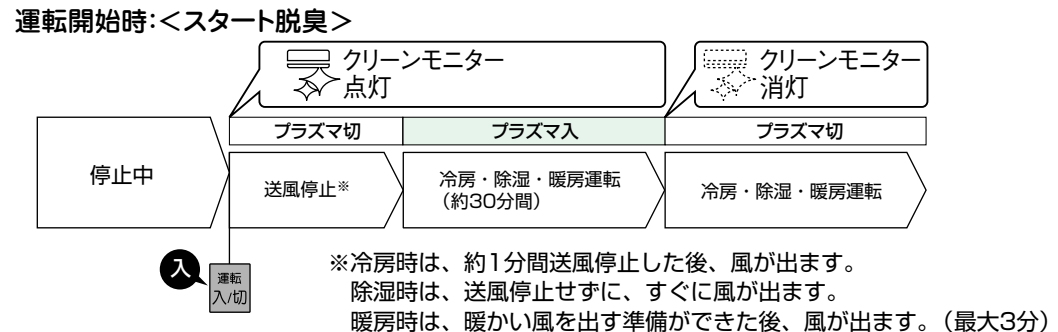 運転開始時:＜スタート脱臭＞
クリーンモニター
点灯
クリーンモニター
消灯
プラズマ切
プラズマ入
プラズマ切
停止中
送風停止※
冷房・除湿・暖房運転
（約30分間）
冷房・除湿・暖房運転
入
運転
入/切
※冷房時は、約1分間送風停止した後、風が出ます。
除湿時は、送風停止せずに、すぐに風が出ます。
暖房時は、暖かい風を出す準備ができた後、風が出ます。（最大3分）